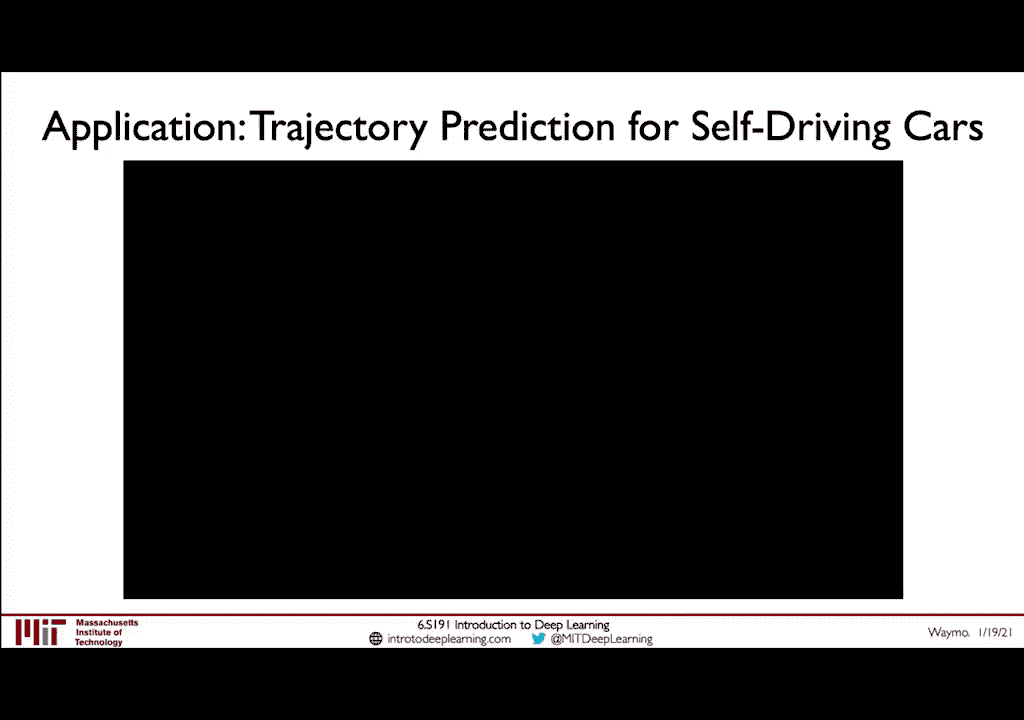 Application: Trajectory Prediction for Self-Driving Cars
Massachusetts
Institute of
Technology
6.S191 Introduction to Deep Learning
introtodeeplearning.com @MITDeepLearning
Waymo. 1/19/21